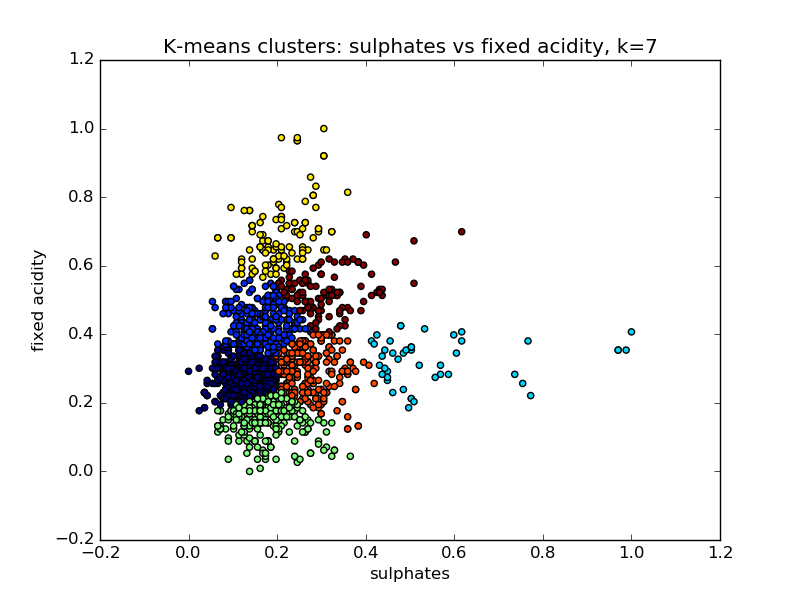 K-means clusters: sulphates vs fixed acidity, k=7
1.2
1.0
0.8
0.6
0.4
0.2
0.0
−0.2
fixed acidity
−0.2 0.0 0.2 0.4 0.6 0.8 1.0 1.2
sulphates